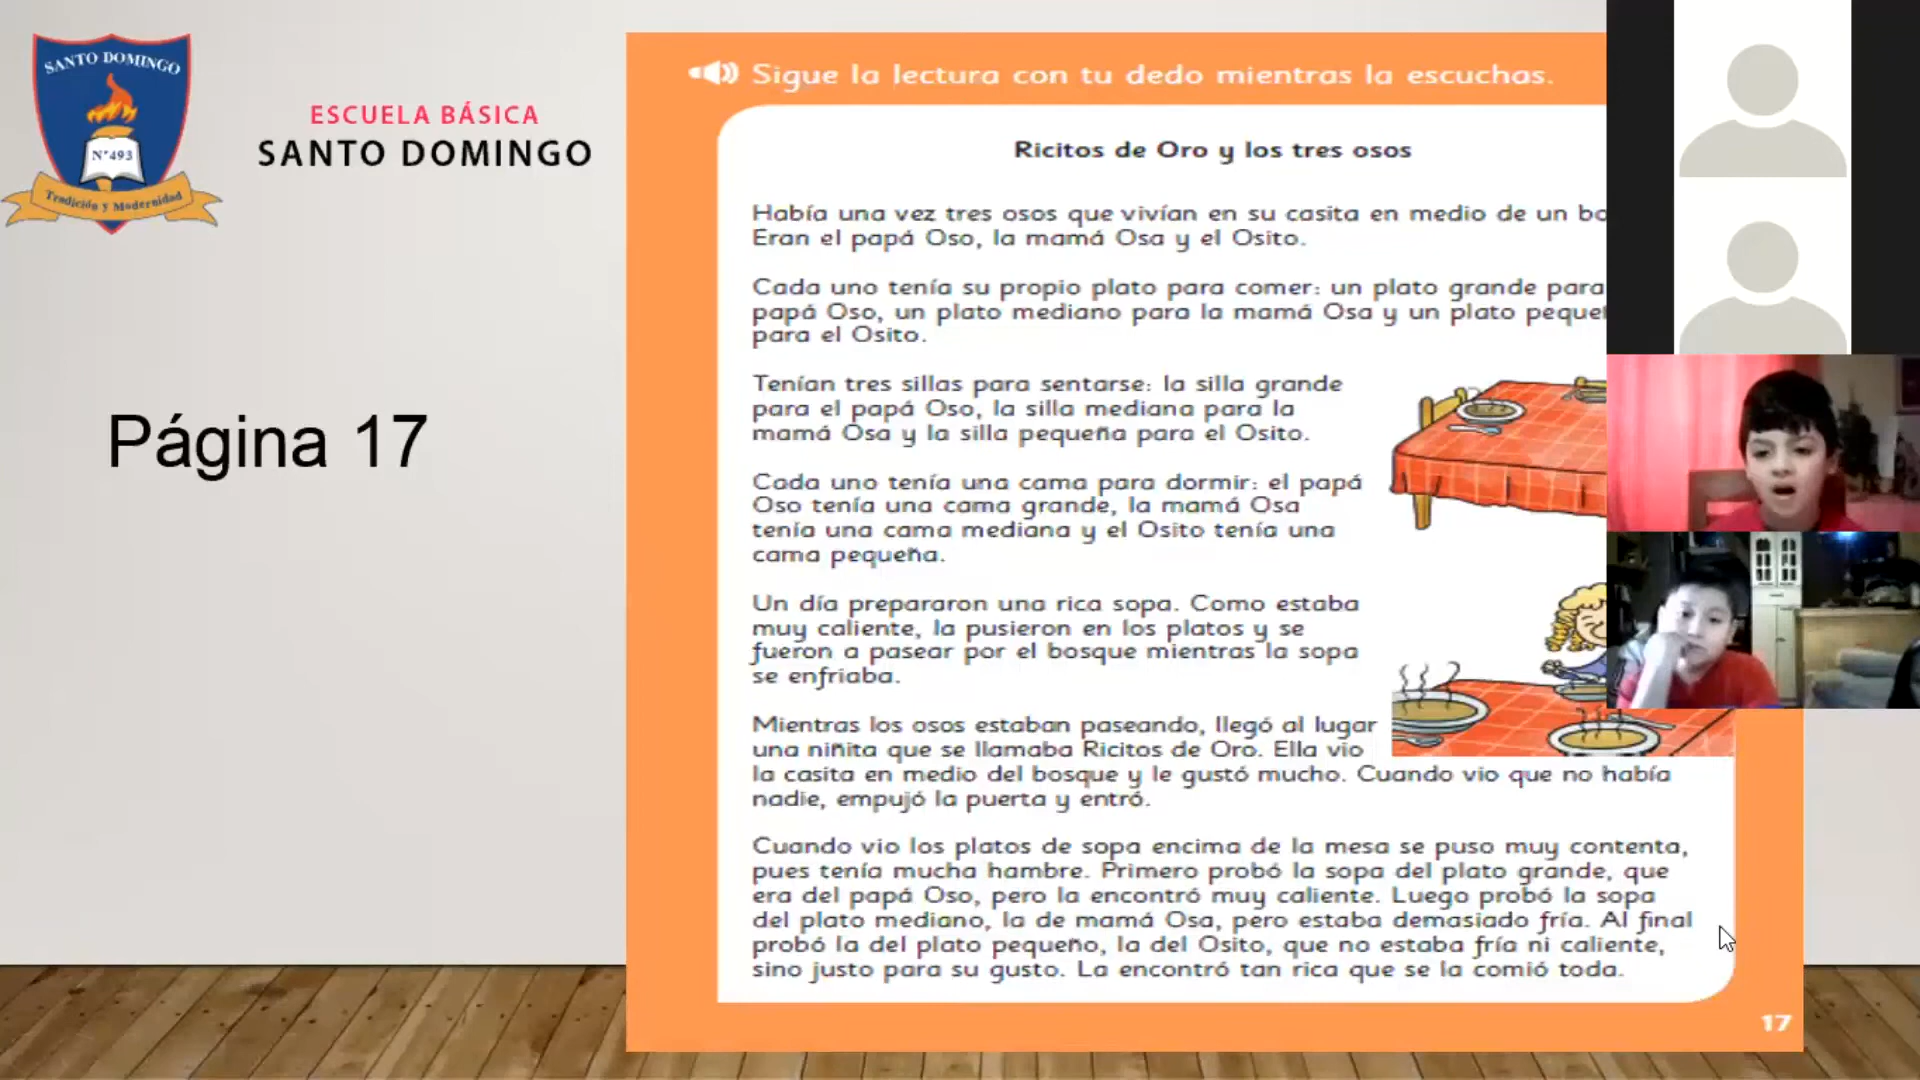 SANTO DOMINGO
N°493
Tradición y Modernidad
ESCUELA BÁSICA
SANTO DOMINGO
Página 17
Sigue la lectura con tu dedo mientras la escuchas.
Ricitos de Oro y los tres osos
Había una vez tres osos que vivían en su casita en medio de un
Eran el papá Oso, la mamá Osa y el Osito.
Cada uno tenía su propio plato para comer: un plato grande para
papá Oso, un plato mediano para la mamá Osa y un plato
para el Osito.
Tenían tres sillas para sentarse: la silla grande
para el papá Oso, la silla mediana para la
mamá Osa y la silla pequeña para el Osito.
Cada uno tenía una cama para dormir: el papá
Oso tenía una cama grande, la mamá Osa
tenía una cama mediana y el Osito tenía una
cama pequeña.
Un día prepararon una rica sopa. Como estaba
muy caliente, la pusieron en los platos y se
fueron a pasear por el bosque mientras la sopa
se enfriaba.
Mientras los osos estaban paseando, llegó al lugar
una niñita que se llamaba Ricitos de Oro. Ella vio
la casita en medio del bosque y le gustó mucho. Cuando vio que no había
nadie, empujó la puerta y entró.
Cuando vio los platos de sopa encima de la mesa se puso muy contenta,
pues tenía mucha hambre. Primero probó la sopa del plato grande, que
era del papá Oso, pero la encontró muy caliente. Luego probó la sopa
del plato mediano, la de mamá Osa, pero estaba demasiado fría. Al final
probó la del plato pequeño, la del Osito, que no estaba fría ni caliente,
sino justo para su gusto. La encontró tan rica que se la comió toda.
17